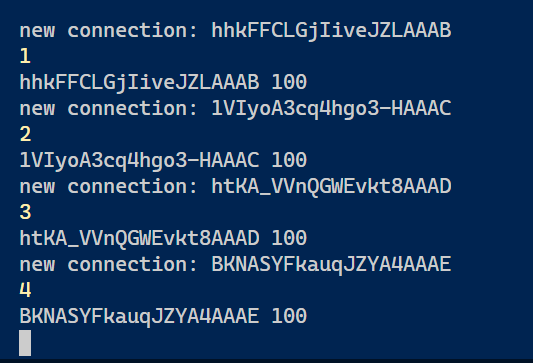 new connection: hhkFFCLGjIiveJZLAAAB
1
hhkFFCLGjIiveJZLAAAB 100
new connection: 1VIyoA3cq4hgo3-HAAAC
2
1VIyoA3cq4hgo3-HAAAC 100
new connection: htKA_VVnQGWEvkt8AAAD
3
htKA_VVnQGWEvkt8AAAD 100
new connection: BKNASYFkauqJZYA4AAAE
4
BKNASYFkauqJZYA4AAAE 100